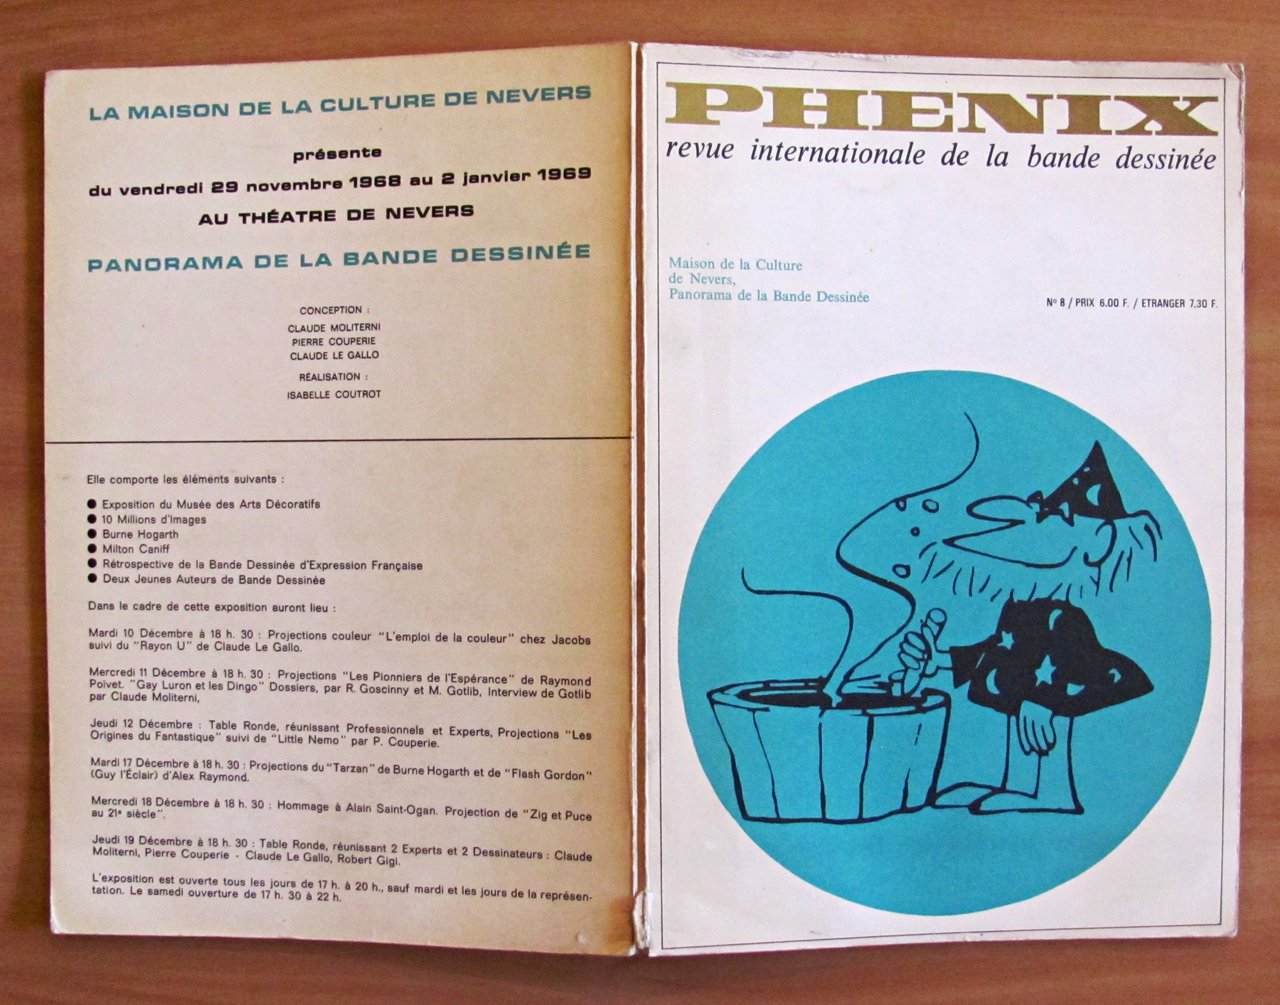 LA MAISON DE LA CULTURE DE NEVERS
présente
du vendredi 29 novembre 1968 au 2 janvier 1969
AU THÉATRE DE NEVERS
PANORAMA DE LA BANDE DESSINÉE
CONCEPTION :
CLAUDE MOLITERNI
PIERRE COUPERIE
CLAUDE LE GALLO
RÉALISATION :
ISABELLE COUTROT
Elle comporte les éléments suivants :
● Exposition du Musée des Arts Décoratifs
● 10 Millions d'Images
● Burne Hogarth
● Milton Caniff
● Rétrospective de la Bande Dessinée d'Expression Française
● Deux Jeunes Auteurs de Bande Dessinée
Dans le cadre de cette exposition auront lieu :
Mardi 10 Décembre à 18 h. 30 : Projections couleur "L'emploi de la couleur" chez Jacobs
suivi du "Rayon U" de Claude Le Gallo.
Mercredi 11 Décembre à 18 h. 30 : Projections "Les Pionniers de l'Espérance" de Raymond
Poivet. "Gay Luron et les Dingo" Dossiers, par R. Goscinny et M. Gotlib, Interview de Gotlib
par Claude Moliterni,
Jeudi 12 Décembre : Table Ronde, réunissant Professionnels et Experts, Projections "Les
Origines du Fantastique" suivi de "Little Nemo" par P. Couperie.
Mardi 17 Décembre à 18 h. 30 : Projections du "Tarzan" de Burne Hogarth et de "Flash Gordon"
(Guy l'Éclair) d'Alex Raymond.
Mercredi 18 Décembre à 18 h. 30 : Hommage à Alain Saint-Ogan. Projection de "Zig et Puce
au 21e siècle".
Jeudi 19 Décembre à 18 h. 30 : Table Ronde, réunissant 2 Experts et 2 Dessinateurs : Claude
Moliterni, Pierre Couperie - Claude Le Gallo, Robert Gigi.
L'exposition est ouverte tous les jours de 17 h. à 20 h., sauf mardi et les jours de la représen-
tation. Le samedi ouverture de 17 h. 30 à 22 h.
PHENIX
revue internationale de la bande dessinée
Maison de la Culture
de Nevers,
Panorama de la Bande Dessinée
No 8 / PRIX 6.00 F. / ETRANGER 7,30 F.